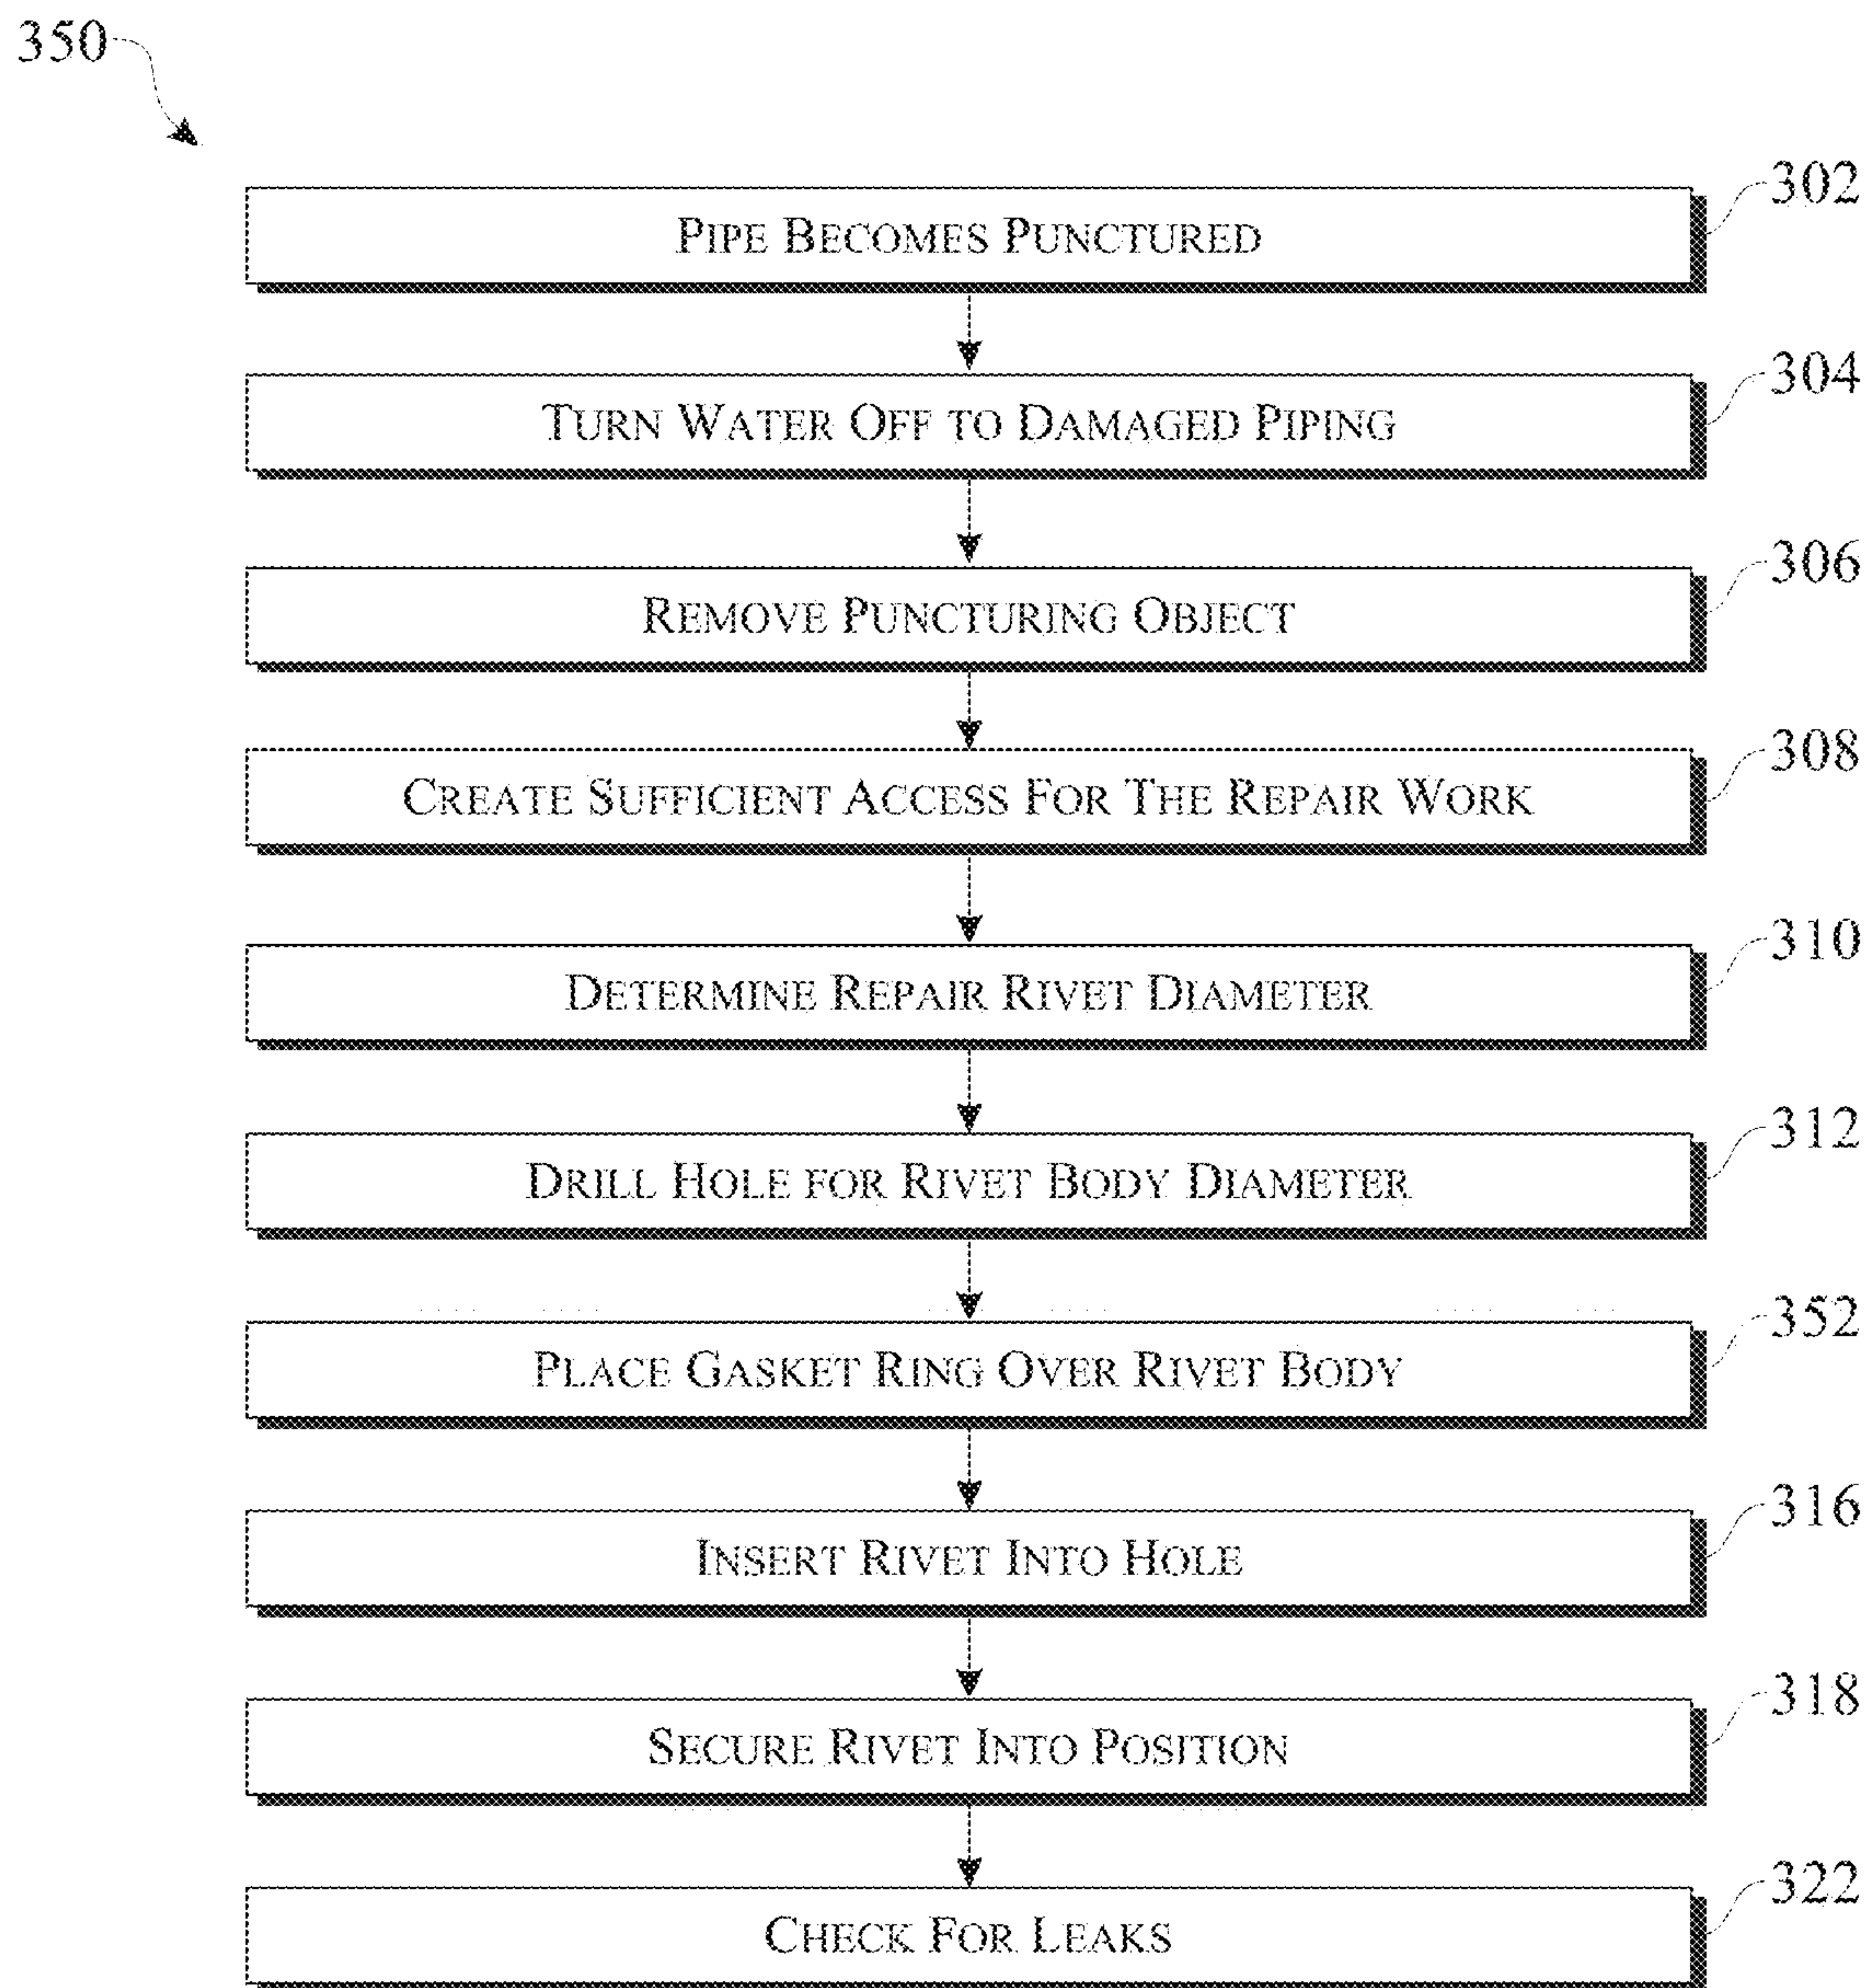 350
302
PIPE BECOMES PUNCTURED
304
TURN WATER OFF TO DAMAGED PIPING
306
REMOVE PUNCTURING OBJECT
308
CREATE SUFFICIENT ACCESS FOR THE REPAIR WORK
310
DETERMINE REPAIR RIVET DIAMETER
312
DRILL HOLE FOR RIVET BODY DIAMETER
352
PLACE GASKET RING OVER RIVET BODY
316
INSERT RIVET INTO HOLE
318
SECURE RIVET INTO POSITION
322
CHECK FOR LEAKS